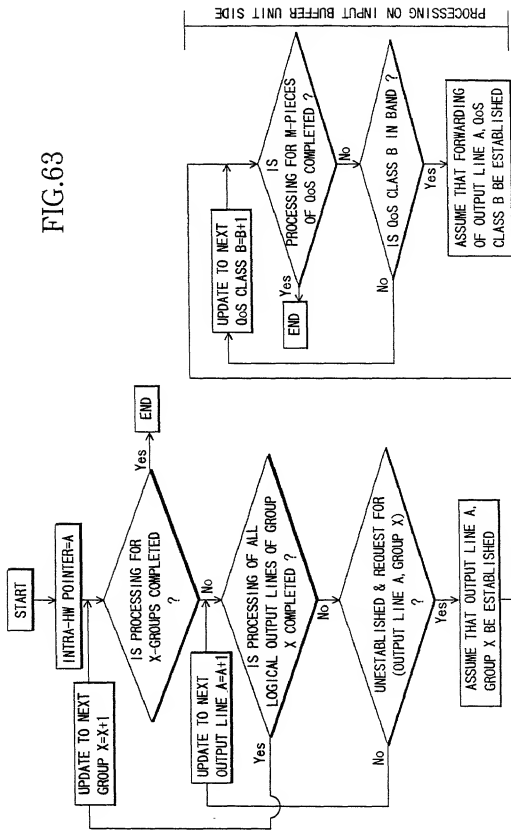 FIG.63
START
INTRA-HW POINTER=A
UPDATE TO NEXT
GROUP X=X+1
IS PROCESSING FOR
X-GROUPS COMPLETED
?
Yes
END
No
UPDATE TO NEXT
OUTPUT LINE A=A+1
IS PROCESSING OF ALL
LOGICAL OUTPUT LINES OF GROUP
X COMPLETED ?
Yes
No
UNESTABLISHED & REQUEST FOR
(OUTPUT LINE A, GROUP X)
?
No
Yes
ASSUME THAT OUTPUT LINE A,
GROUP X BE ESTABLISHED
UPDATE TO NEXT
QoS CLASS B=B+1
IS
PROCESSING FOR M-PIECES
OF QoS COMPLETED ?
Yes
END
No
IS QoS CLASS B IN BAND ?
No
Yes
ASSUME THAT FORWARDING
OF OUTPUT LINE A, QoS
CLASS B BE ESTABLISHED
PROCESSING ON INPUT BUFFER UNIT SIDE